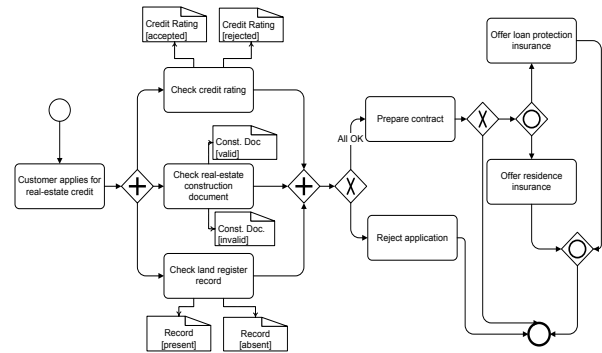 Credit Rating
[accepted]
Credit Rating
[rejected]
Offer loan protection
insurance
Check credit rating
Prepare contract
X
All OK
Const. Doc
[valid]
Customer applies for
real-estate credit
Check real-estate
construction
document
X
Offer residence
insurance
Const. Doc.
[invalid]
Reject application
Check land register
record
Record
[present]
Record
[absent]